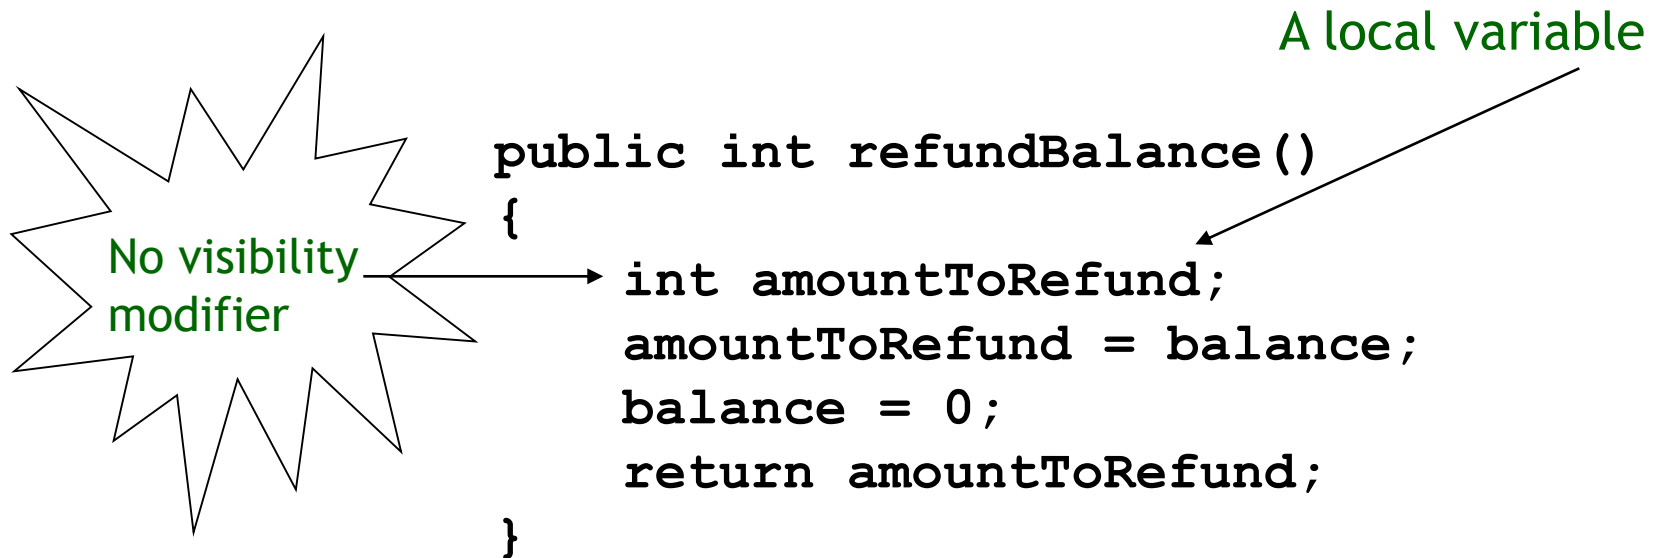 A local variable
public int refundBalance()
{
No visibility
modifier
int amountToRefund;
amountToRefund = balance;
balance = 0;
return amountToRefund;
}